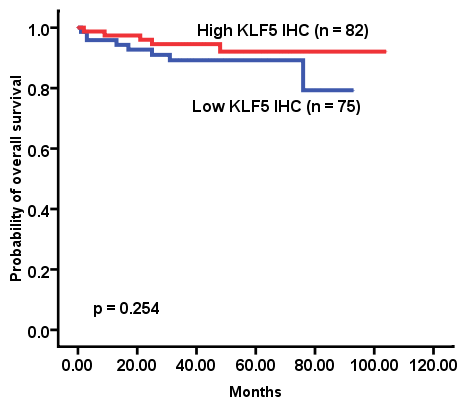 1.0
High KLF5 IHC (n = 82)
0.8
Low KLF5 IHC (n = 75)
0.6
Probability of overall survival
0.4
0.2
p = 0.254
0.0
0.00 20.00 40.00 60.00 80.00 100.00 120.00
Months